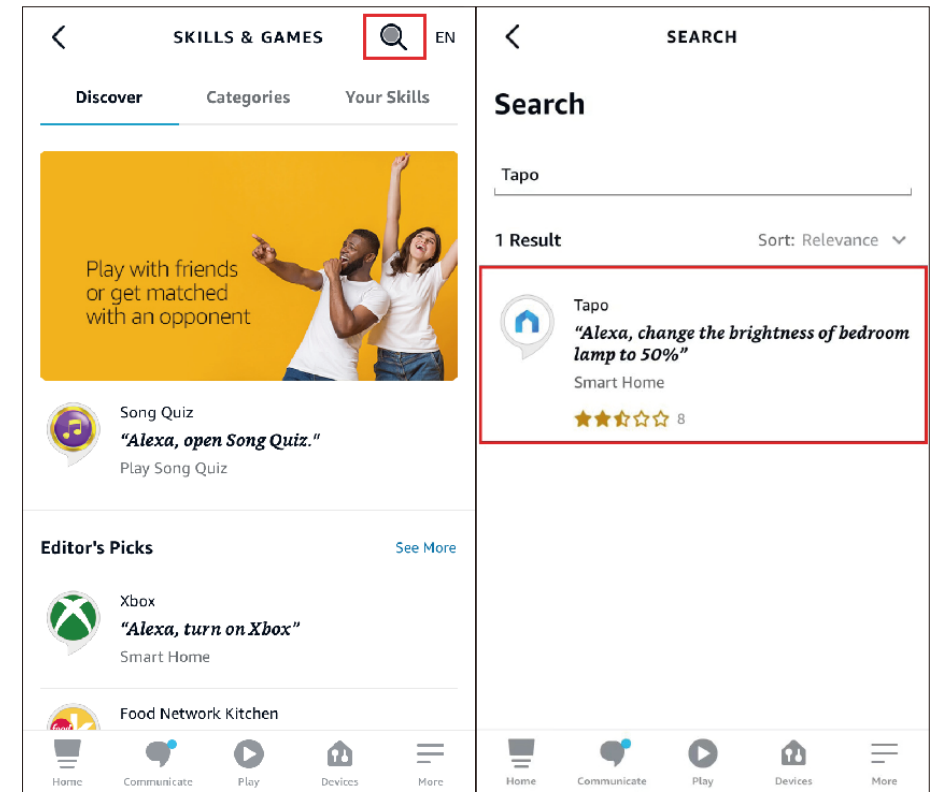 SKILLS & GAMES
EN
Discover
Categories
Your Skills
Play with friends
or get matched
with an opponent
Song Quiz
“Alexa, open Song Quiz."
Play Song Quiz
Editor's Picks
See More
Xbox
“Alexa, turn on Xbox”
Smart Home
food
Food Network Kitchen
Home
Communicate
Play
Devices
More
SEARCH
Search
Tapo
1 Result
Sort: Relevance
Tapo
“Alexa, change the brightness of bedroom
lamp to 50%”
Smart Home
8
Home
Communicate
Play
Devices
More